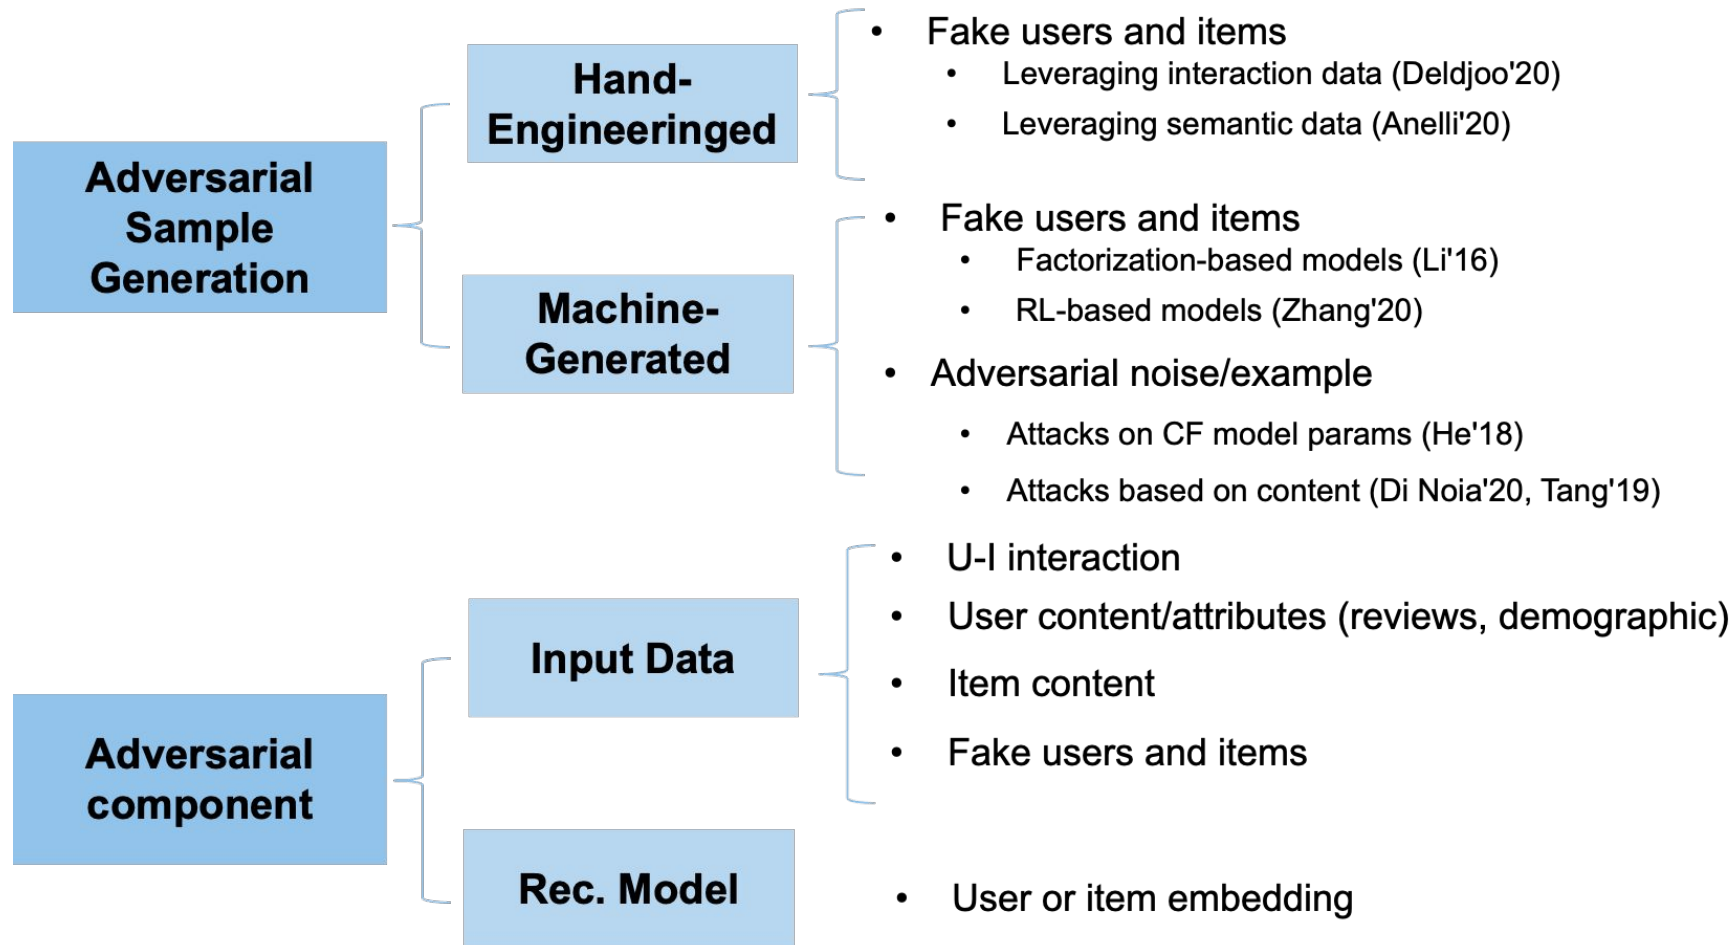 Adversarial
Sample
Generation
Hand-
Engineeringed
• Fake users and items
• Leveraging interaction data (Deldjoo'20)
• Leveraging semantic data (Anelli'20)
Machine-
Generated
• Fake users and items
• Factorization-based models (Li'16)
• RL-based models (Zhang'20)
• Adversarial noise/example
• Attacks on CF model params (He'18)
• Attacks based on content (Di Noia'20, Tang'19)
Adversarial
component
Input Data
• U-I interaction
• User content/attributes (reviews, demographic)
• Item content
• Fake users and items
Rec. Model
• User or item embedding